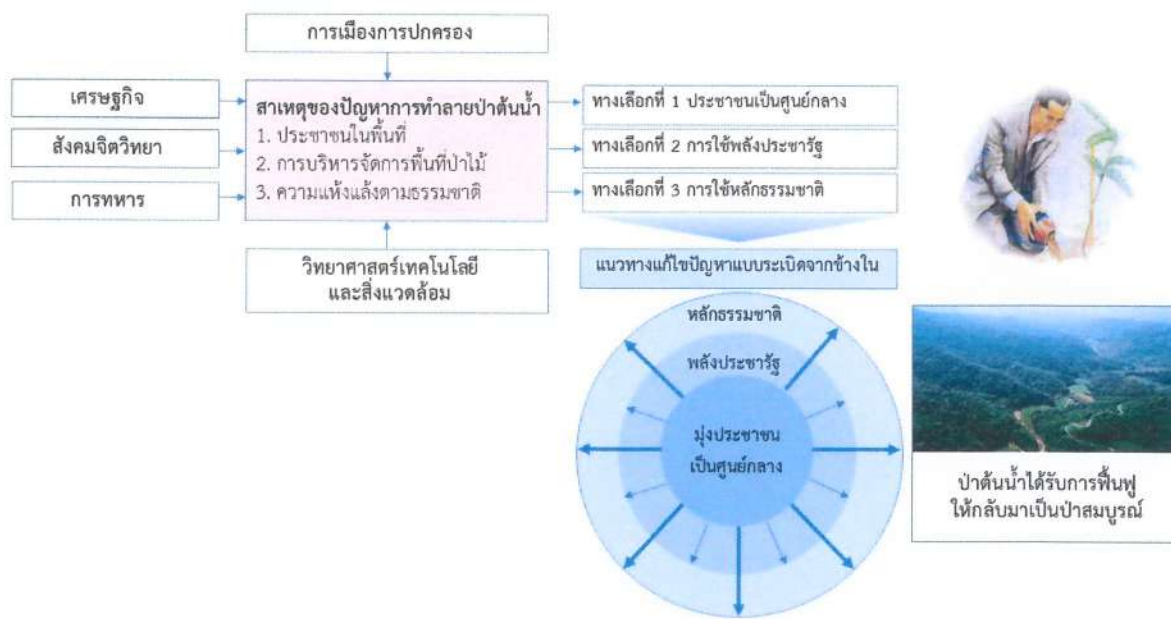 การเมืองการปกครอง
เศรษฐกิจ
สังคมจิตวิทยา
การทหาร
สาเหตุของปัญหาการทำลายป่าต้นน้ำ
1. ประชาชนในพื้นที่
2. การบริหารจัดการพื้นที่ป่าไม้
3. ความแห้งแล้งตามธรรมชาติ
วิทยาศาสตร์เทคโนโลยี
และสิ่งแวดล้อม
ทางเลือกที่ 1 ประชาชนเป็นศูนย์กลาง
ทางเลือกที่ 2 การใช้พลังประชารัฐ
ทางเลือกที่ 3 การใช้หลักธรรมชาติ
แนวทางแก้ไขปัญหาแบบระเบิดจากข้างใน
หลักธรรมชาติ
พลังประชารัฐ
มุ่งประชาชน
เป็นศูนย์กลาง
ป่าต้นน้ำได้รับการฟื้นฟู
ให้กลับมาเป็นป่าสมบูรณ์